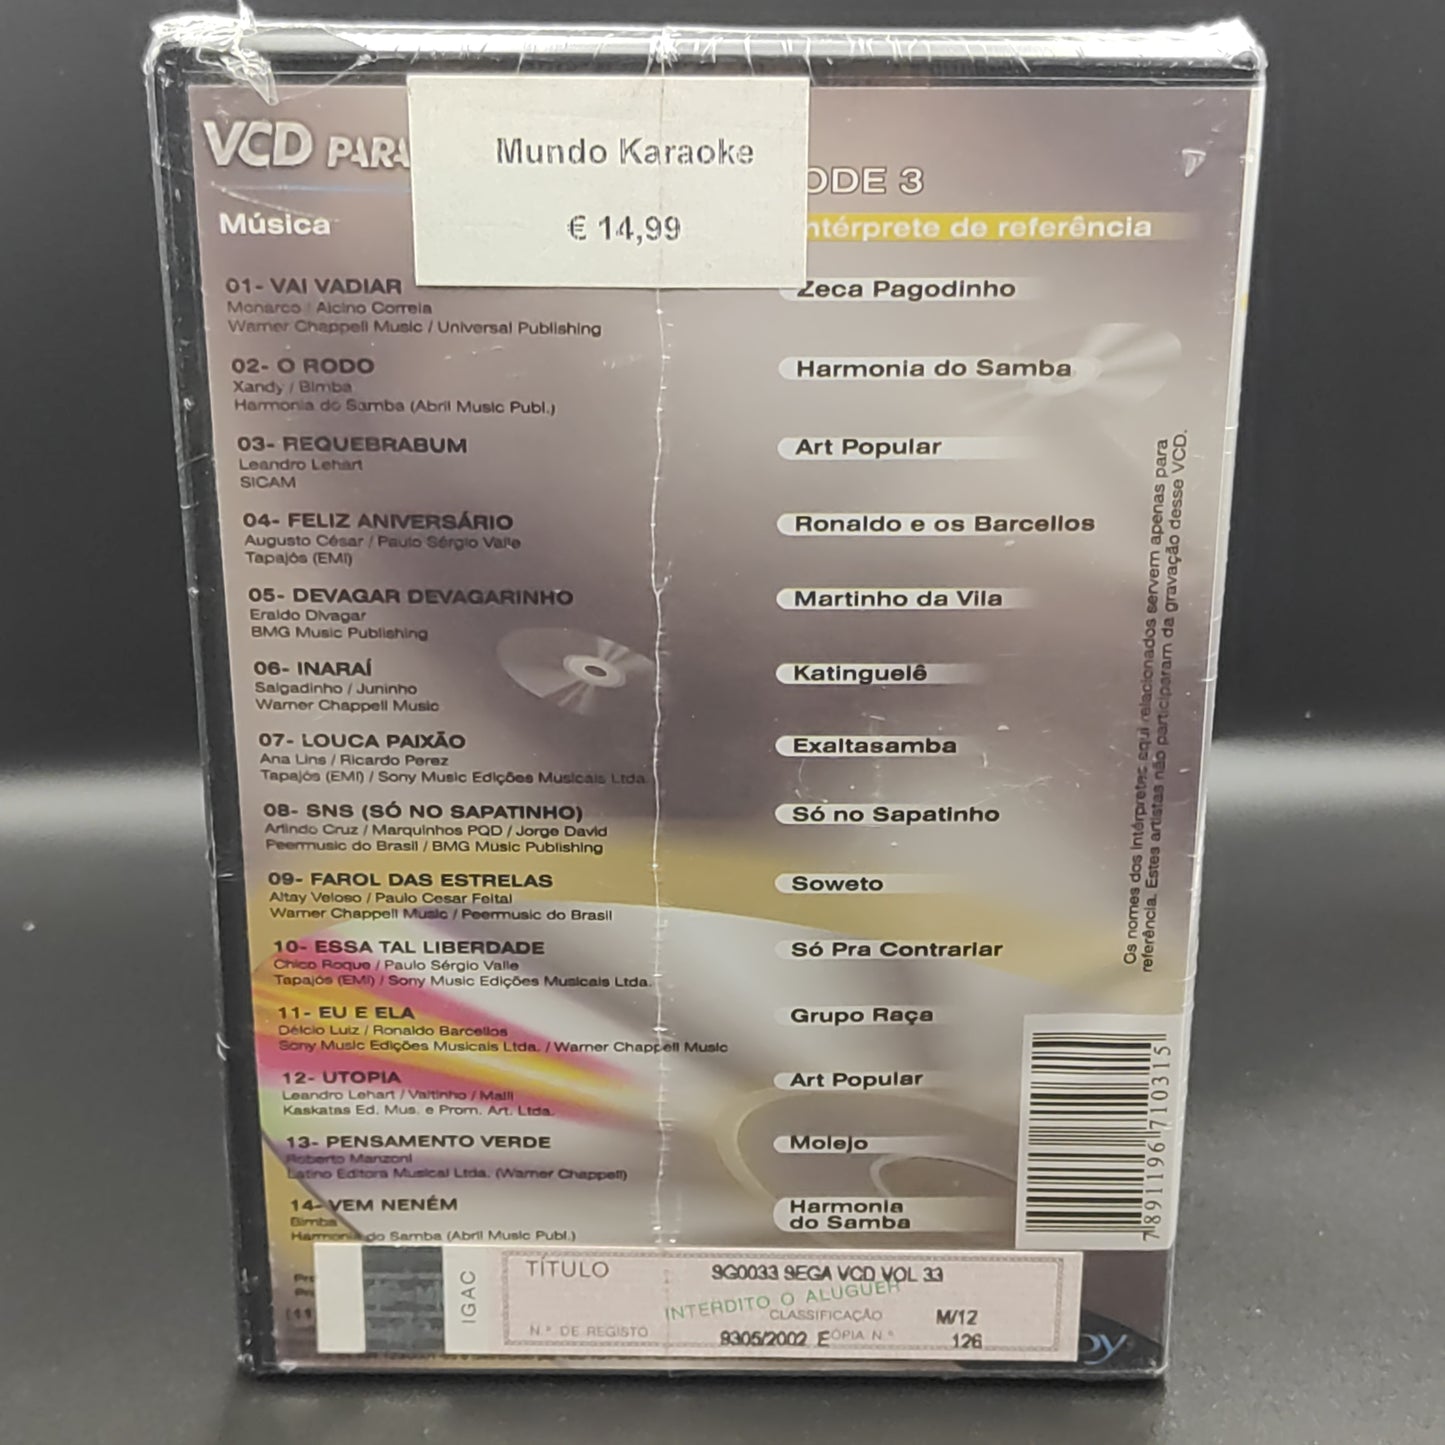 VCD PARA
Mundo Karaoke
€ 14,99
ODE 3
Música
ntérprete de referência
01- VAI VADIAR
Monarco / Alcino Correia
Warner Chappell Music / Universal Publishing
Zeca Pagodinho
02- O RODO
Xandy / Bimba
Harmonia do Samba (Abril Music Publ.)
Harmonia do Samba
03- REQUEBRABUM
Leandro Lehart
SICAM
Art Popular
04- FELIZ ANIVERSÁRIO
Augusto César / Paulo Sérgio Valle
Tapajós (EMI)
Ronaldo e os Barcellos
05- DEVAGAR DEVAGARINHO
Eraldo Divagar
BMG Music Publishing
Martinho da Vila
06- INARAÍ
Salgadinho / Juninho
Warner Chappell Music
Katinguelê
07- LOUCA PAIXÃO
Ana Lins / Ricardo Perez
Tapajós (EMI) / Sony Music Edições Musicais Ltda.
Exaltasamba
08- SNS (SÓ NO SAPATINHO)
Arlindo Cruz / Marquinhos PQD / Jorge David
Peermusic do Brasil / BMG Music Publishing
Só no Sapatinho
09- FAROL DAS ESTRELAS
Altay Veloso / Paulo Cesar Feital
Warner Chappell Music / Peermusic do Brasil
Soweto
10- ESSA TAL LIBERDADE
Chico Roque / Paulo Sérgio Valle
Tapajós (EMI) / Sony Music Edições Musicais Ltda.
Só Pra Contrariar
11- EU E ELA
Délcio Luiz / Ronaldo Barcellos
Sony Music Edições Musicais Ltda. / Warner Chappell Music
Grupo Raça
12- UTOPIA
Leandro Lehart / Valtinho / Malli
Kaskatas Ed. Mus. e Prom. Art. Ltda.
Art Popular
13- PENSAMENTO VERDE
Roberto Manzoni
Latino Editora Musical Ltda. (Warner Chappell)
Molejo
14- VEM NENÉM
Bimba
Harmonia do Samba (Abril Music Publ.)
Harmonia
do Samba
Os nomes dos intérpretes aqui relacionados servem apenas para
referência. Estes artistas não participaram da gravação desse VCD.
7891196710315
IGAC
TÍTULO
SG0033 SEGA VCD VOL 33
INTERDITO O ALUGUER
CLASSIFICAÇÃO
M/12
N.º DE REGISTO
9305/2002 E
CÓPIA N.º
126